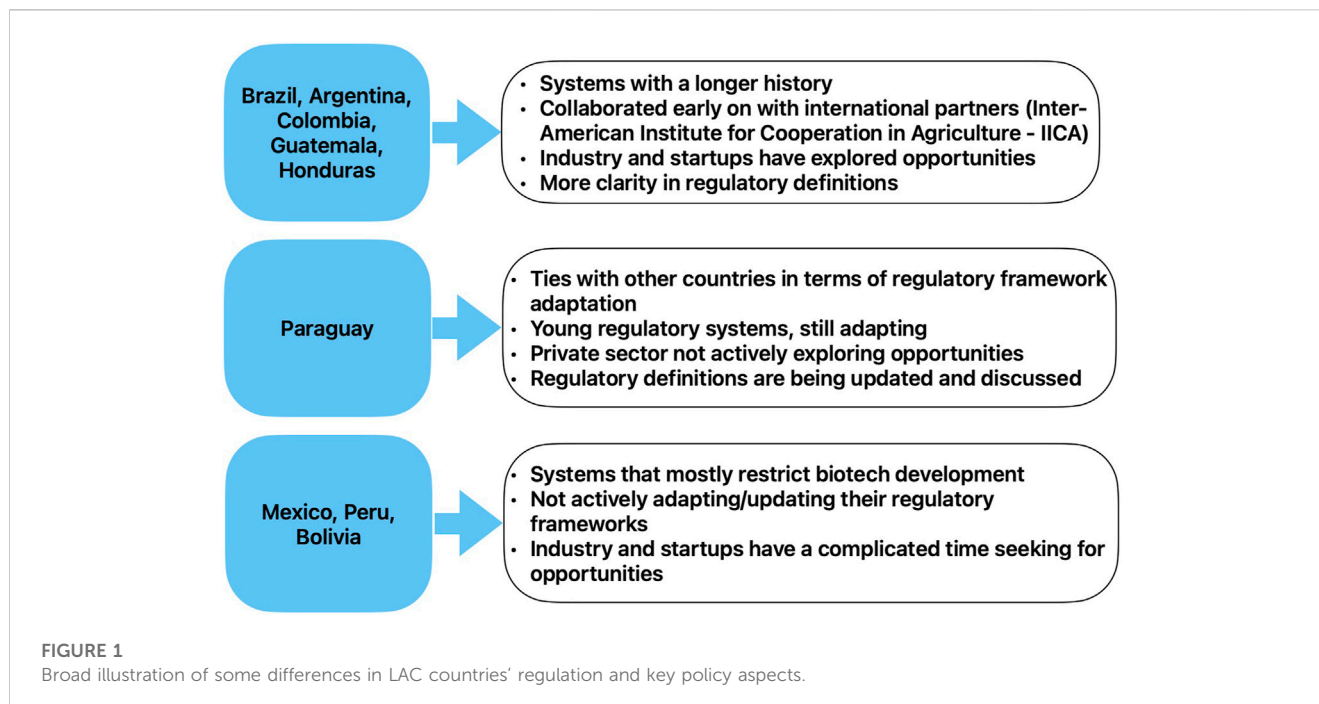 Brazil, Argentina,
Colombia,
Guatemala,
Honduras
• Systems with a longer history
• Collaborated early on with international partners (Inter-
American Institute for Cooperation in Agriculture - IICA)
• Industry and startups have explored opportunities
• More clarity in regulatory definitions
Paraguay
• Ties with other countries in terms of regulatory framework
adaptation
• Young regulatory systems, still adapting
• Private sector not actively exploring opportunities
• Regulatory definitions are being updated and discussed
Mexico, Peru,
Bolivia
• Systems that mostly restrict biotech development
• Not actively adapting/updating their regulatory
frameworks
• Industry and startups have a complicated time seeking for
opportunities
FIGURE 1
Broad illustration of some differences in LAC countries’ regulation and key policy aspects.